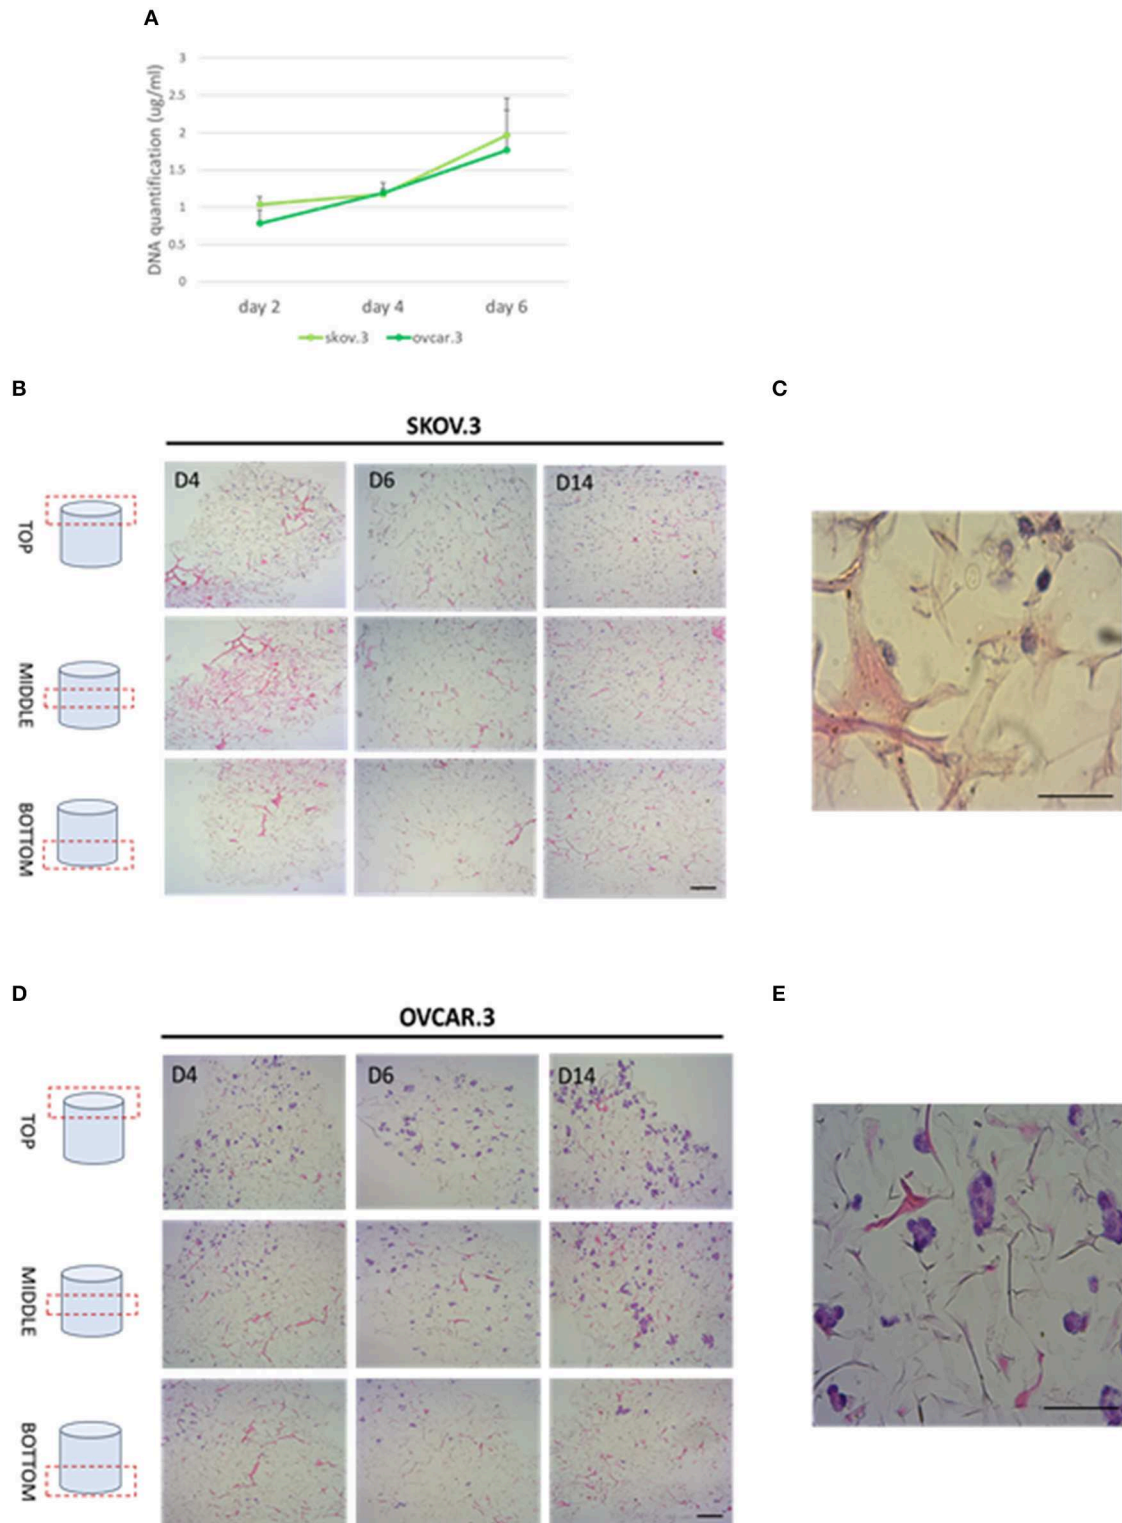 A
3
2.5
2
1.5
1
0.5
0
DNA quantification (ug/ml)
day 2 day 4 day 6
skov.3 ovcar.3
B
C
SKOV.3
D4 D6 D14
TOP
MIDDLE
BOTTOM
D
E
OVCAR.3
D4 D6 D14
TOP
MIDDLE
BOTTOM